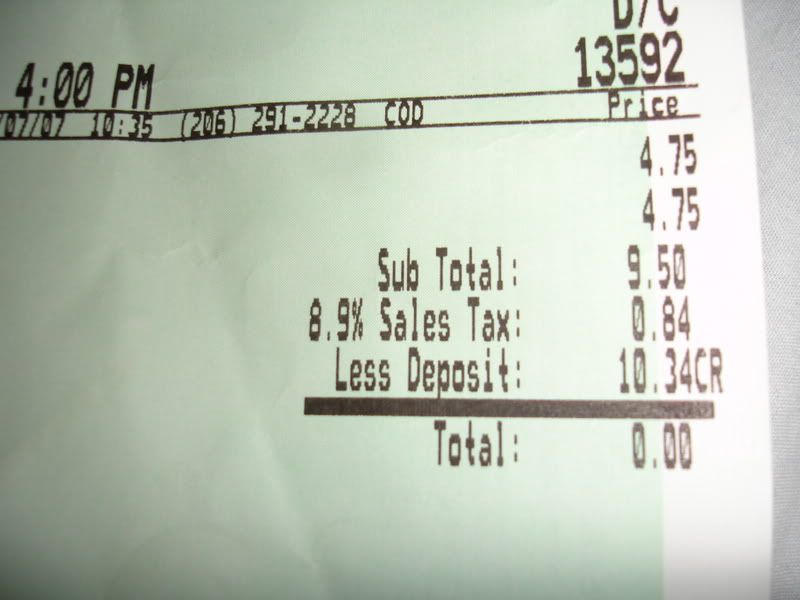 D/C
4:00 PM 13592
/07/07 10:35 (206) 291-2228 COD Price
4.75
4.75
Sub Total: 9.50
8.9% Sales Tax: 0.84
Less Deposit: 10.34CR
Total: 0.00